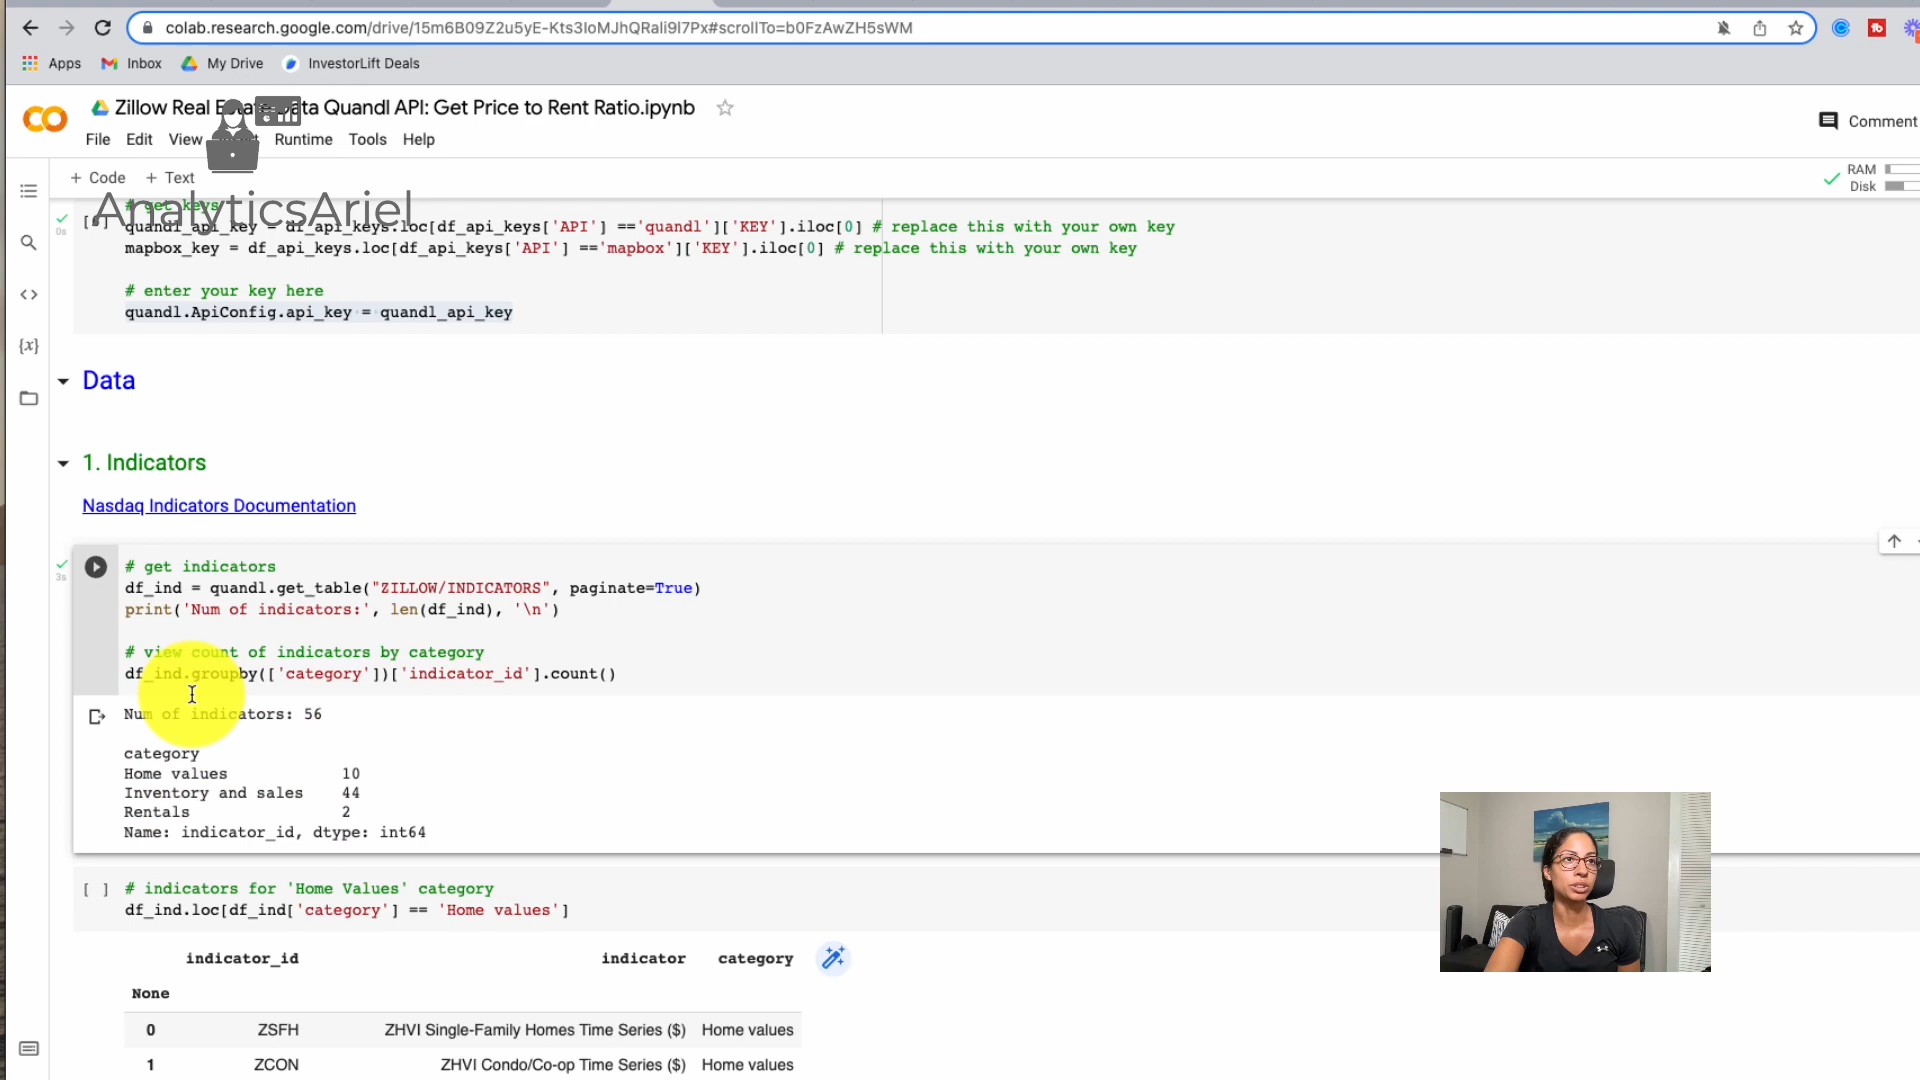 colab.research.google.com/drive/15m6B09Z2u5yE-Kts3IoMJhQRali9I7Px#scrollTo=b0FzAwZH5sWM
Apps Inbox My Drive InvestorLift Deals
Zillow Real Estate Data Quandl API: Get Price to Rent Ratio.ipynb
Comment
File Edit View Runtime Tools Help
+ Code + Text
RAM
Disk
AnalyticsAriel
# get keys
quandl_api_key = df_api_keys.loc[df_api_keys['API'] =='quandl']['KEY'].iloc[0] # replace this with your own key
0s
mapbox_key = df_api_keys.loc[df_api_keys['API'] =='mapbox']['KEY'].iloc[0] # replace this with your own key
# enter your key here
quandl.ApiConfig.api_key = quandl_api_key
{x}
Data
1. Indicators
Nasdaq Indicators Documentation
# get indicators
3s
df_ind = quandl.get_table("ZILLOW/INDICATORS", paginate=True)
print('Num of indicators:', len(df_ind), '\n')
# view count of indicators by category
df_ind.groupby(['category'])['indicator_id'].count()
Num of indicators: 56
category
Home values 10
Inventory and sales 44
Rentals 2
Name: indicator_id, dtype: int64
[ ] # indicators for 'Home Values' category
df_ind.loc[df_ind['category'] == 'Home values']
indicator_id indicator category
None
0 ZSFH ZHVI Single-Family Homes Time Series ($) Home values
1 ZCON ZHVI Condo/Co-op Time Series ($) Home values